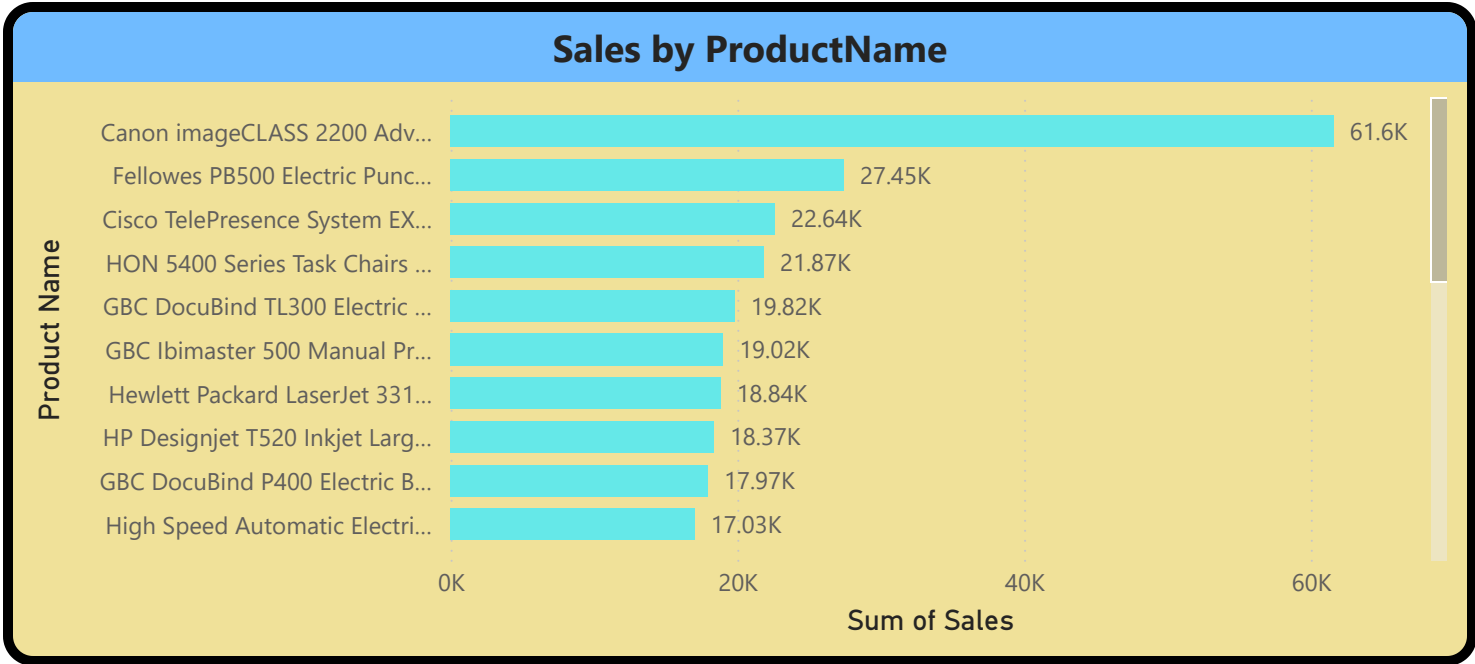 Sales by ProductName
Product Name
Canon imageCLASS 2200 Adv... 61.6K
Fellowes PB500 Electric Punc... 27.45K
Cisco TelePresence System EX... 22.64K
HON 5400 Series Task Chairs ... 21.87K
GBC DocuBind TL300 Electric ... 19.82K
GBC Ibimaster 500 Manual Pr... 19.02K
Hewlett Packard LaserJet 331... 18.84K
HP Designjet T520 Inkjet Larg... 18.37K
GBC DocuBind P400 Electric B... 17.97K
High Speed Automatic Electri... 17.03K
0K 20K 40K 60K
Sum of Sales